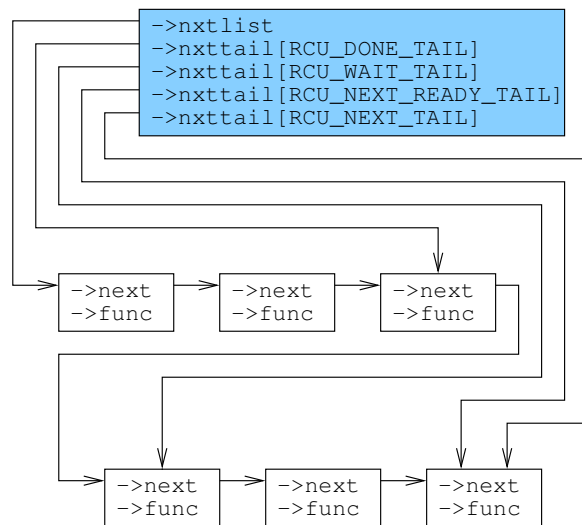 ->nxtlist
->nxttail[RCU_DONE_TAIL]
->nxttail[RCU_WAIT_TAIL]
->nxttail[RCU_NEXT_READY_TAIL]
->nxttail[RCU_NEXT_TAIL]
->next ->next ->next
->func ->func ->func
->next ->next ->next
->func ->func ->func